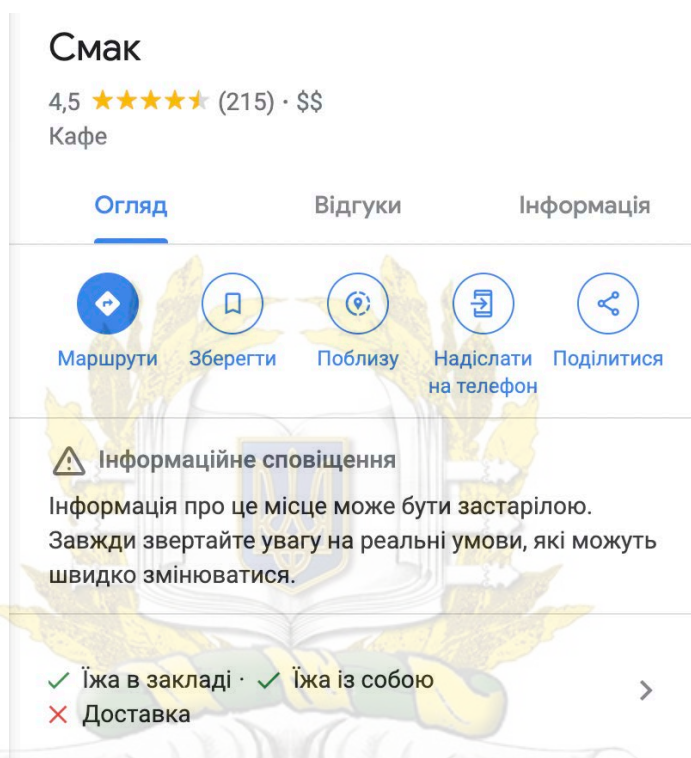 Смак
4,5 (215) · $$
Кафе
Огляд Відгуки Інформація
Маршрути Зберегти Поблизу Надіслати на телефон Поділитися
Інформаційне сповіщення
Інформація про це місце може бути застарілою.
Завжди звертайте увагу на реальні умови, які можуть
швидко змінюватися.
Їжа в закладі · Їжа із собою
Доставка